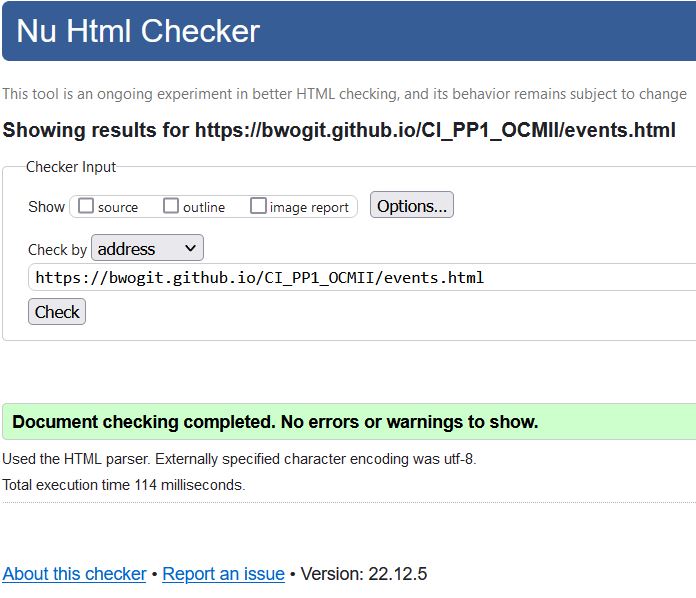 Nu Html Checker
This tool is an ongoing experiment in better HTML checking, and its behavior remains subject to change
Showing results for https://bwogit.github.io/CI_PP1_OCMII/events.html
Checker Input
Show source outline image report Options...
Check by address
https://bwogit.github.io/CI_PP1_OCMII/events.html
Check
Document checking completed. No errors or warnings to show.
Used the HTML parser. Externally specified character encoding was utf-8.
Total execution time 114 milliseconds.
About this checker • Report an issue • Version: 22.12.5